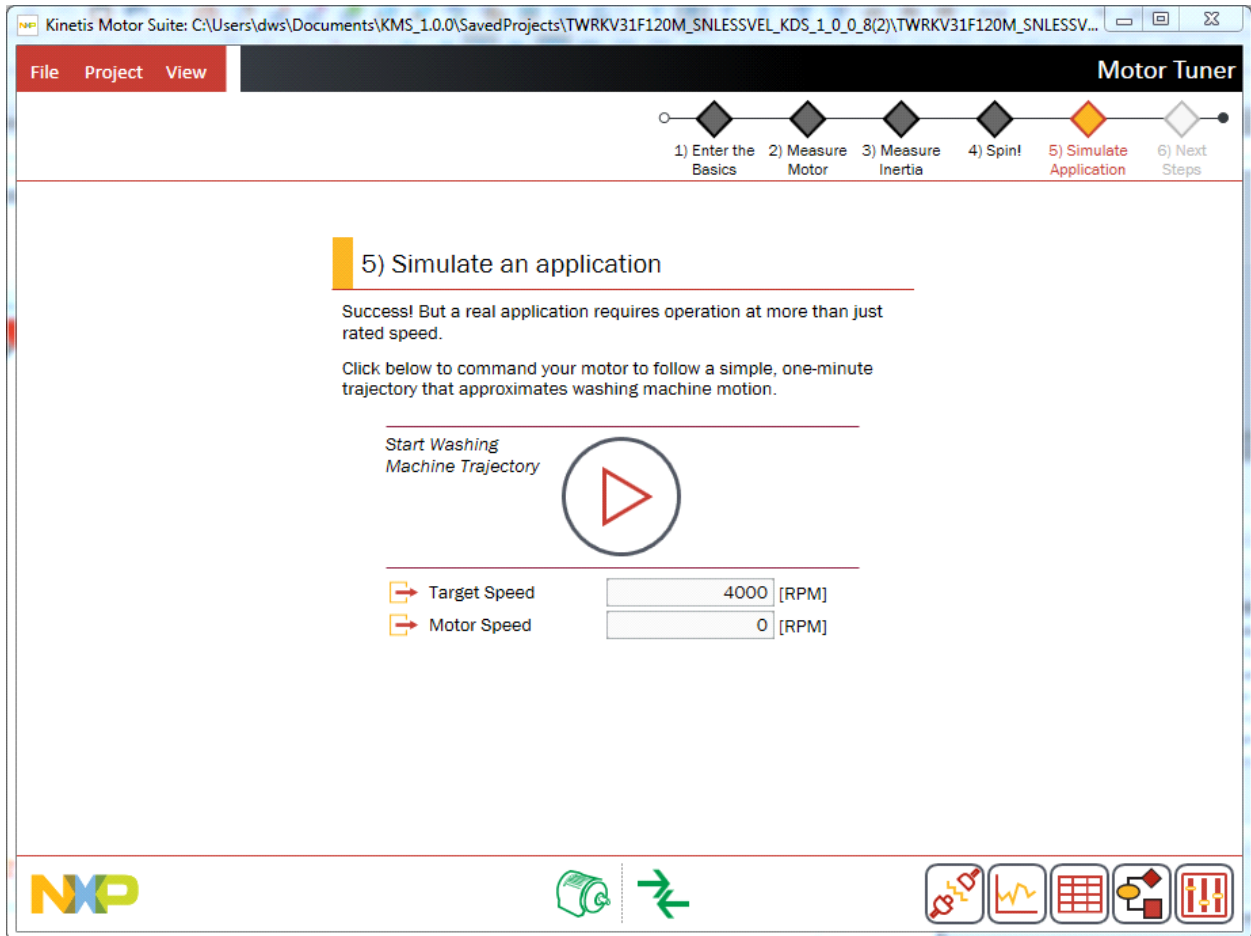 Kinetis Motor Suite: C:\Users\dws\Documents\KMS_1.0.0\SavedProjects\TWRKV31F120M_SNLESSVEL_KDS_1_0_0_8(2)\TWRKV31F120M_SNLESSV...
File Project View
Motor Tuner
1) Enter the Basics
2) Measure Motor
3) Measure Inertia
4) Spin!
5) Simulate Application
6) Next Steps
5) Simulate an application
Success! But a real application requires operation at more than just
rated speed.
Click below to command your motor to follow a simple, one-minute
trajectory that approximates washing machine motion.
Start Washing
Machine Trajectory
Target Speed 4000 [RPM]
Motor Speed 0 [RPM]
NXP